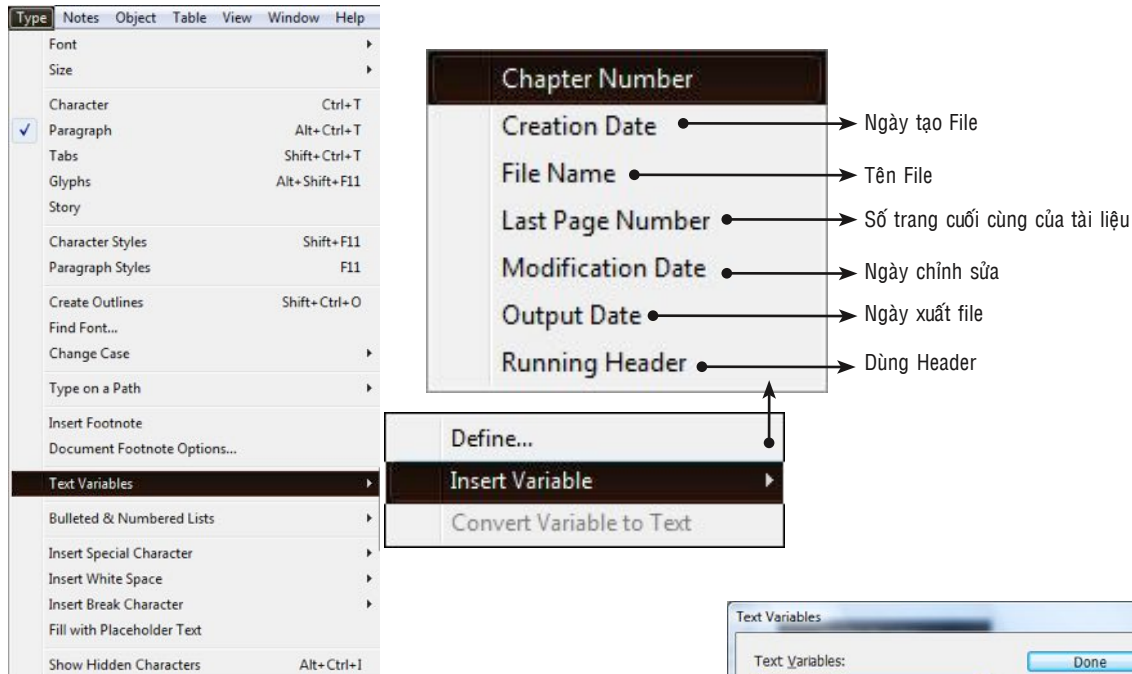 Type Notes Object Table View Window Help
Font
Size
Character Ctrl+T
Paragraph Alt+Ctrl+T
Tabs Shift+Ctrl+T
Glyphs Alt+Shift+F11
Story
Character Styles Shift+F11
Paragraph Styles F11
Create Outlines Shift+Ctrl+O
Find Font...
Change Case
Type on a Path
Insert Footnote
Document Footnote Options...
Text Variables
Bulleted & Numbered Lists
Insert Special Character
Insert White Space
Insert Break Character
Fill with Placeholder Text
Show Hidden Characters Alt+Ctrl+I
Chapter Number
Creation Date Ngày tạo File
File Name Tên File
Last Page Number Số trang cuối cùng của tài liệu
Modification Date Ngày chỉnh sửa
Output Date Ngày xuất file
Running Header Dùng Header
Define...
Insert Variable
Convert Variable to Text
Text Variables
Text Variables: Done